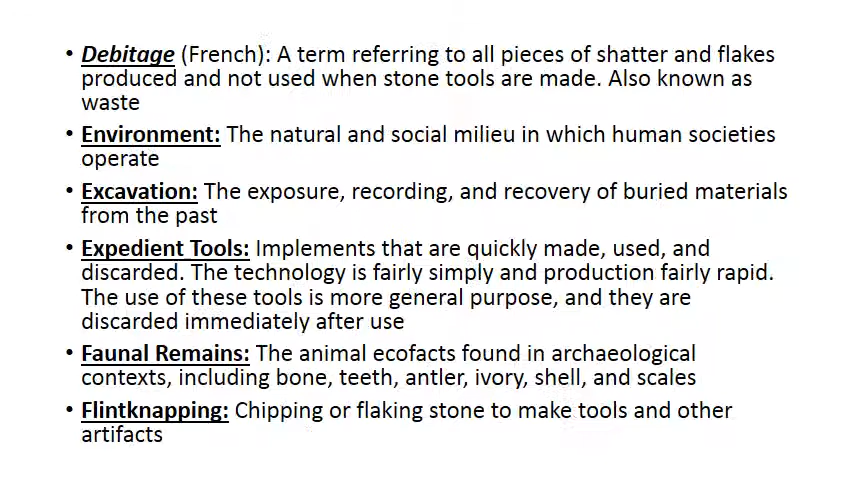 • Debitage (French): A term referring to all pieces of shatter and flakes
produced and not used when stone tools are made. Also known as
waste
• Environment: The natural and social milieu in which human societies
operate
• Excavation: The exposure, recording, and recovery of buried materials
from the past
• Expedient Tools: Implements that are quickly made, used, and
discarded. The technology is fairly simply and production fairly rapid.
The use of these tools is more general purpose, and they are
discarded immediately after use
• Faunal Remains: The animal ecofacts found in archaeological
contexts, including bone, teeth, antler, ivory, shell, and scales
• Flintknapping: Chipping or flaking stone to make tools and other
artifacts